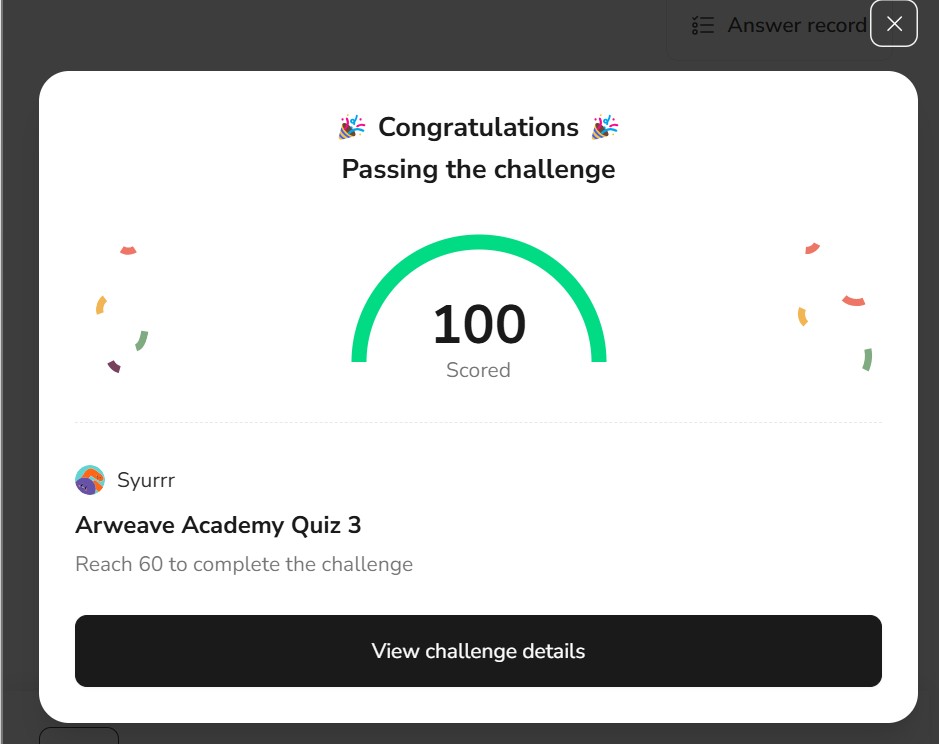 Answer record
🎉 Congratulations 🎉
Passing the challenge
100
Scored
Syurrr
Arweave Academy Quiz 3
Reach 60 to complete the challenge
View challenge details